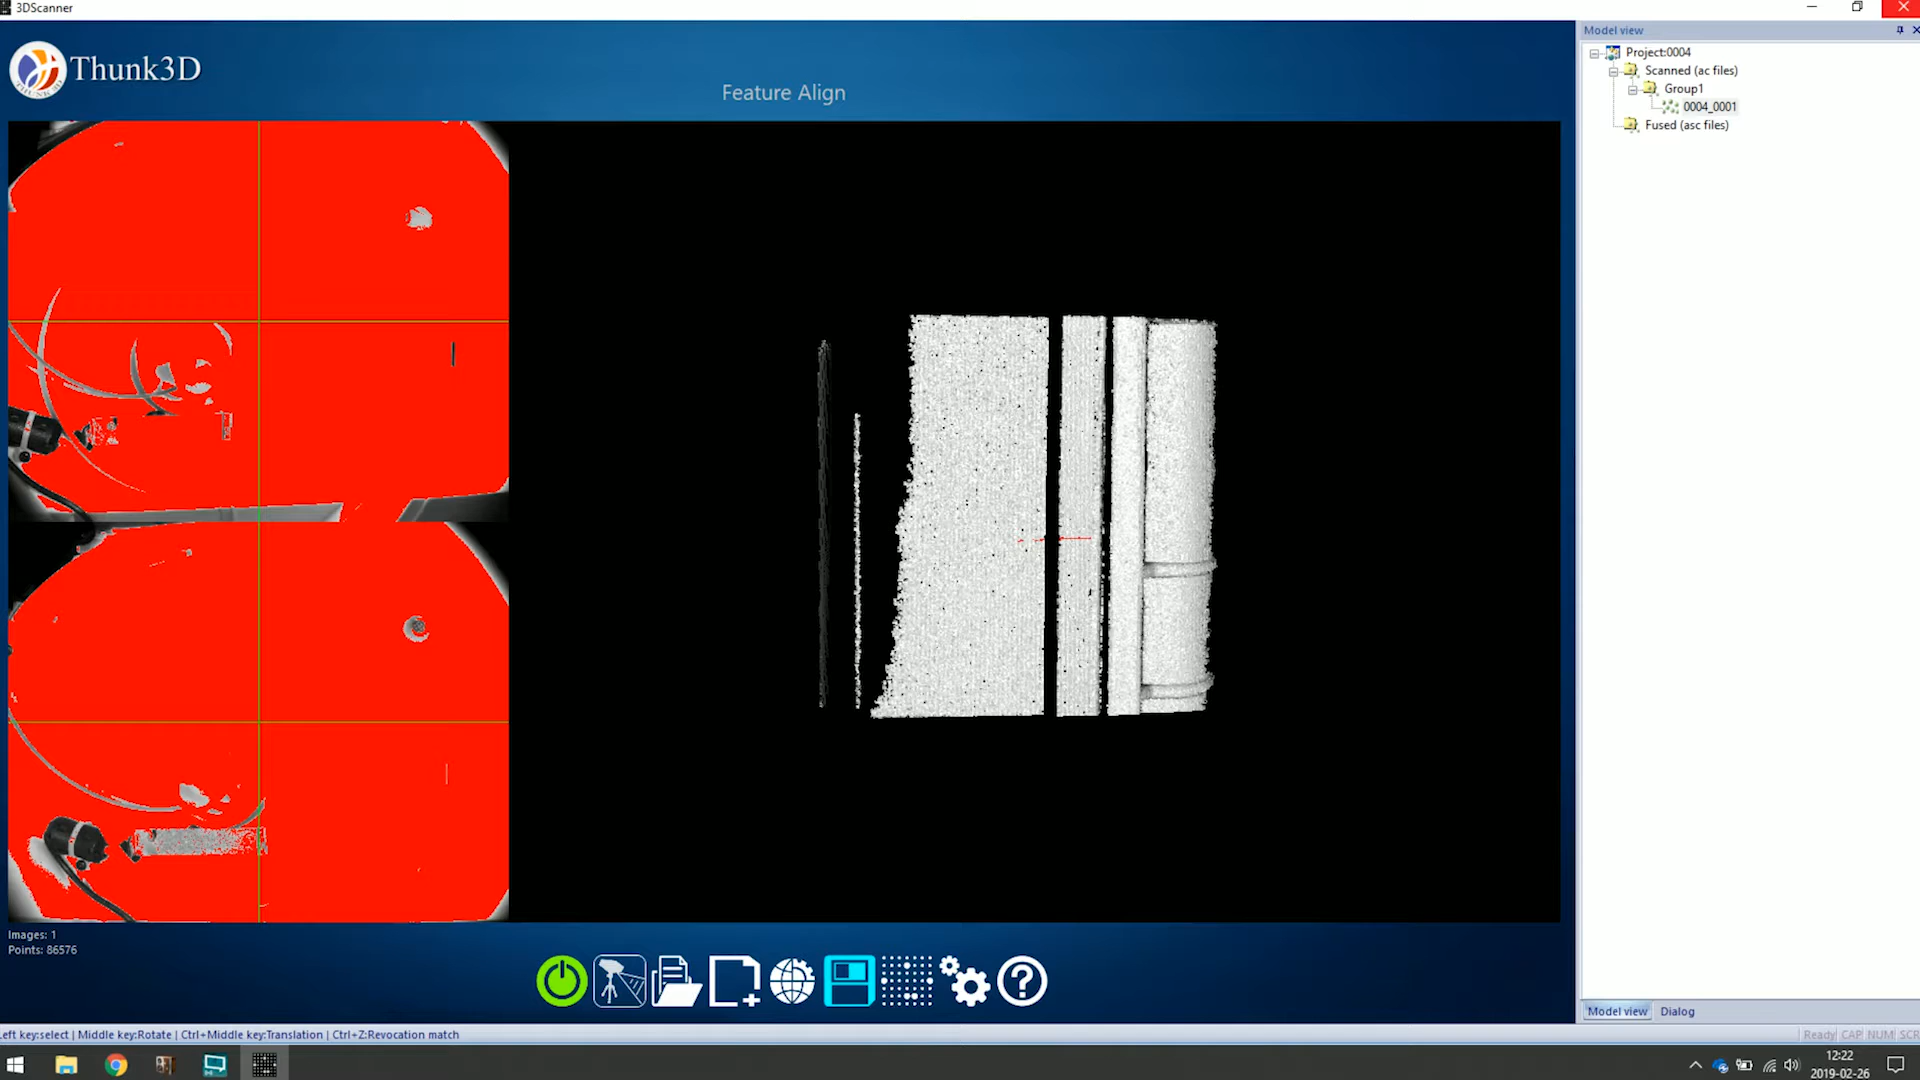 3DScanner
Thunk3D
Feature Align
Model view
Project:0004
Scanned (ac files)
Group1
0004_0001
Fused (asc files)
Images: 1
Points: 86576
Model view
Dialog
Left key:select | Middle key:Rotate | Ctrl+Middle key:Translation | Ctrl+Z:Revocation match
Ready CAP NUM SCR
12:22
2019-02-26